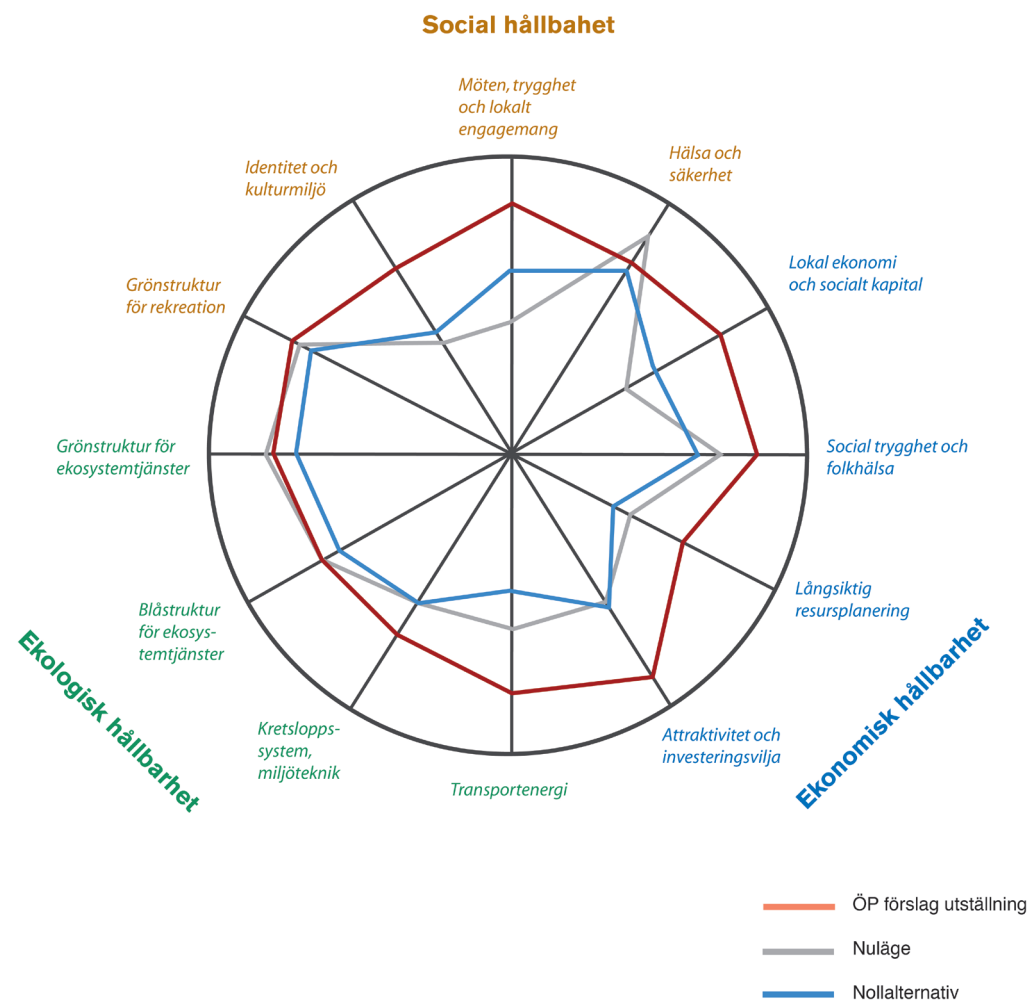 Social hållbahet
Möten, trygghet
och lokalt
engagemang
Hälsa och
säkerhet
Identitet och
kulturmiljö
Lokal ekonomi
och socialt kapital
Grönstruktur
för rekreation
Social trygghet och
folkhälsa
Grönstruktur för
ekosystemtjänster
Långsiktig
resursplanering
Blåstruktur
för ekosys-
temtjänster
Ekologisk hållbarhet
Ekonomisk hållbarhet
Kretslopps-
system,
miljöteknik
Attraktivitet och
investeringsvilja
Transportenergi
ÖP förslag utställning
Nuläge
Nollalternativ